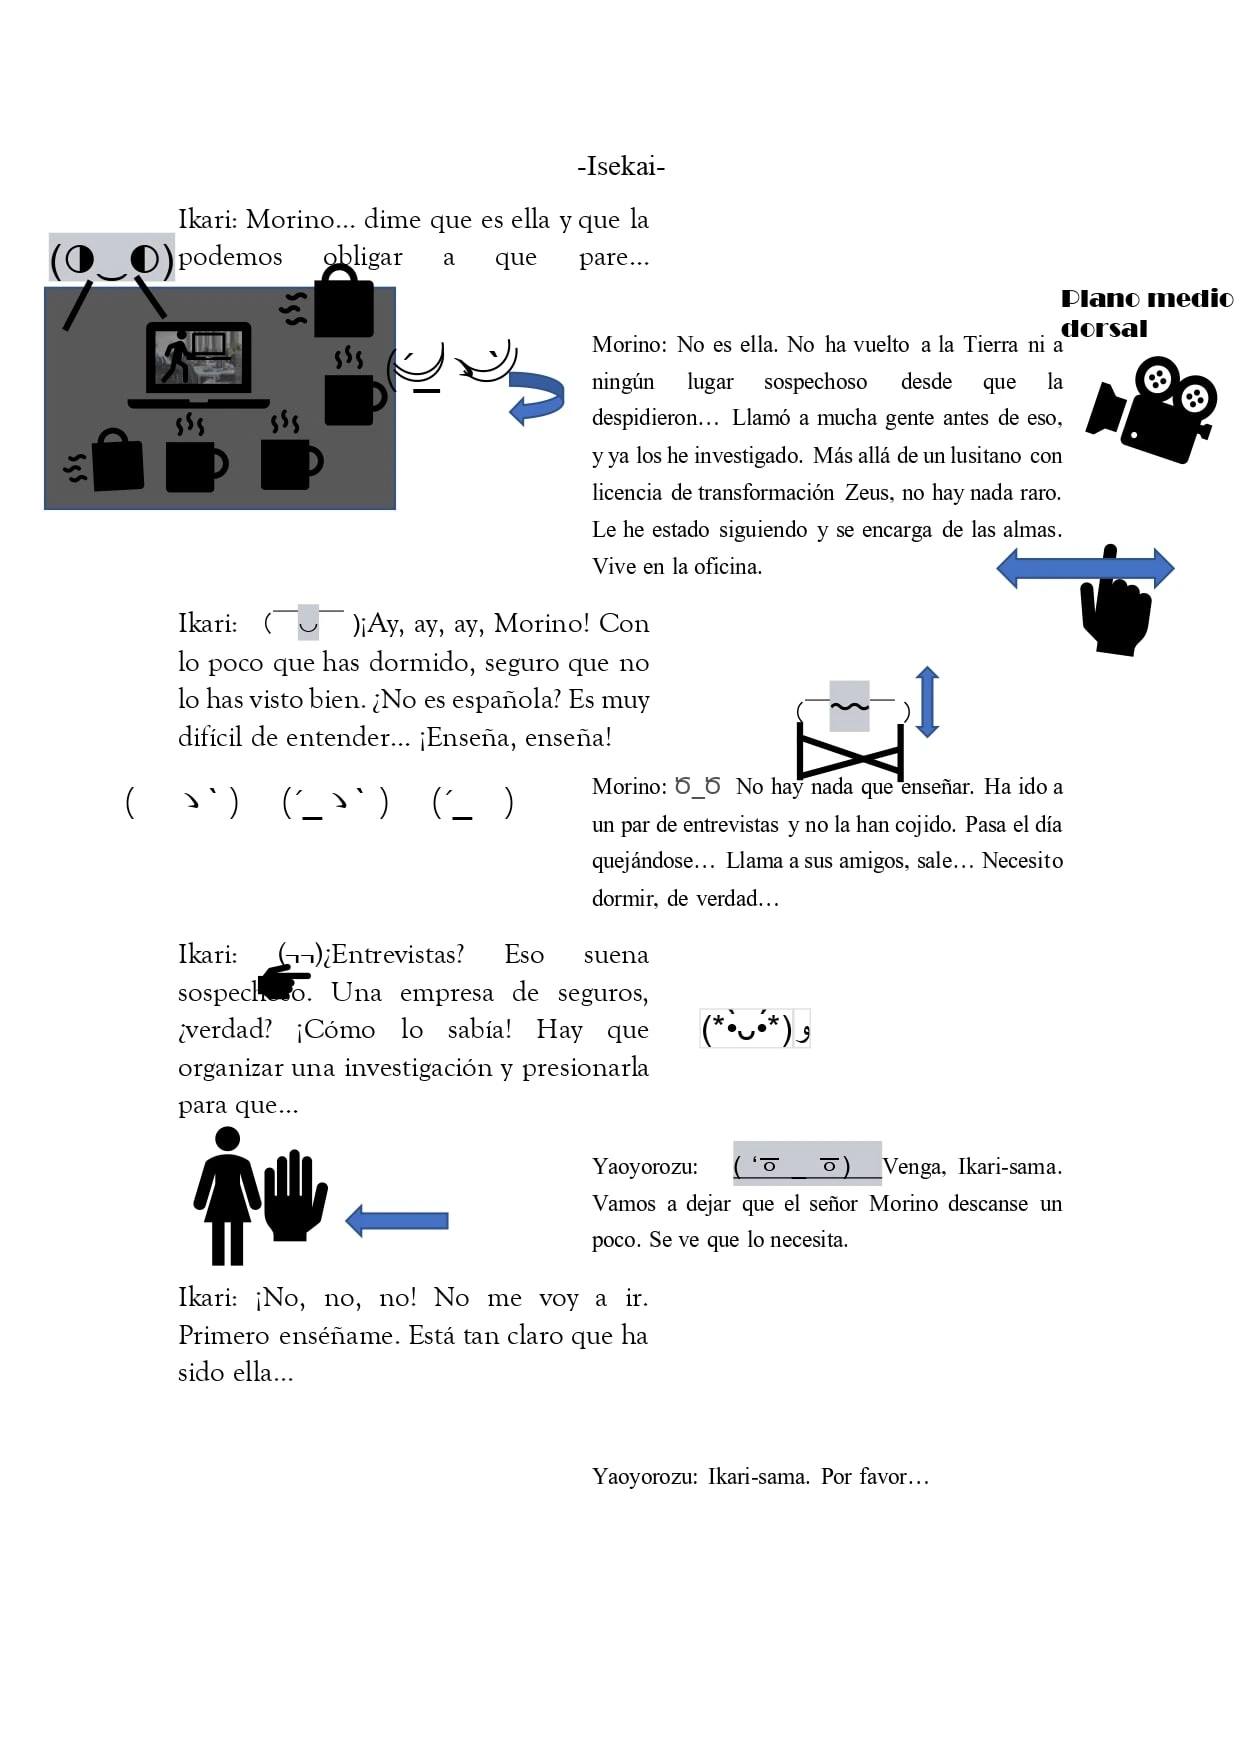 -Isekai-
Ikari: Morino... dime que es ella y que la
podemos obligar a que pare...
(◑‿◐)
Plano medio
dorsal
Morino: No es ella. No ha vuelto a la Tierra ni a
ningún lugar sospechoso desde que la
despidieron… Llamó a mucha gente antes de eso,
y ya los he investigado. Más allá de un lusitano con
licencia de transformación Zeus, no hay nada raro.
Le he estado siguiendo y se encarga de las almas.
Vive en la oficina.
Ikari: (￣◡￣ )¡Ay, ay, ay, Morino! Con
lo poco que has dormido, seguro que no
lo has visto bien. ¿No es española? Es muy
difícil de entender... ¡Enseña, enseña!
(￣〰￣ )
( ゝ` ) (´_ゝ` ) (´_ )
Morino: ఠ_ఠ No hay nada que enseñar. Ha ido a
un par de entrevistas y no la han cojido. Pasa el día
quejándose… Llama a sus amigos, sale… Necesito
dormir, de verdad…
Ikari: (¬¬)¿Entrevistas? Eso suena
sospechoso. Una empresa de seguros,
¿verdad? ¡Cómo lo sabía! Hay que
organizar una investigación y presionarla
para que...
(*•̀ᴗ•́*)و
Yaoyorozu: ( ‘ㅎ _ ㅎ) Venga, Ikari-sama.
Vamos a dejar que el señor Morino descanse un
poco. Se ve que lo necesita.
Ikari: ¡No, no, no! No me voy a ir.
Primero enséñame. Está tan claro que ha
sido ella...
Yaoyorozu: Ikari-sama. Por favor…